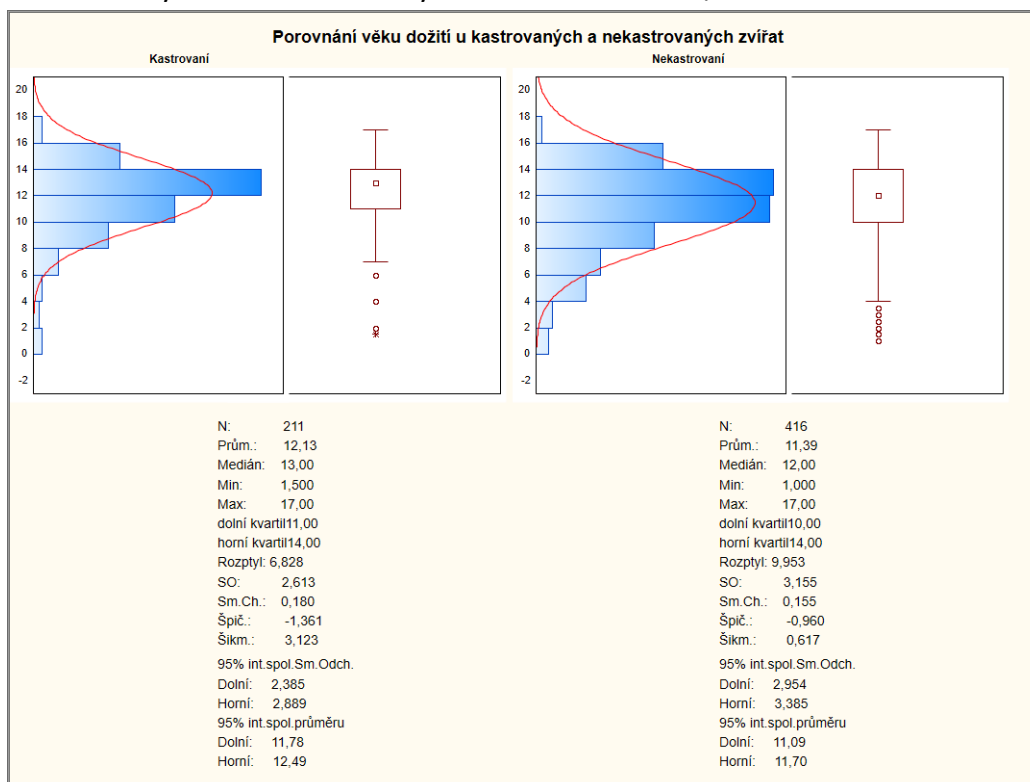 Porovnání věku dožití u kastrovaných a nekastrovaných zvířat
Kastrovaní
20
18
16
14
12
10
8
6
4
2
0
-2
N: 211
Prům.: 12,13
Medián: 13,00
Min: 1,500
Max: 17,00
dolní kvartil11,00
horní kvartil14,00
Rozptyl: 6,828
SO: 2,613
Sm.Ch.: 0,180
Špič.: -1,361
Šikm.: 3,123
95% int.spol.Sm.Odch.
Dolní: 2,385
Horní: 2,889
95% int.spol.průměru
Dolní: 11,78
Horní: 12,49
Nekastrovaní
20
18
16
14
12
10
8
6
4
2
0
-2
N: 416
Prům.: 11,39
Medián: 12,00
Min: 1,000
Max: 17,00
dolní kvartil10,00
horní kvartil14,00
Rozptyl: 9,953
SO: 3,155
Sm.Ch.: 0,155
Špič.: -0,960
Šikm.: 0,617
95% int.spol.Sm.Odch.
Dolní: 2,954
Horní: 3,385
95% int.spol.průměru
Dolní: 11,09
Horní: 11,70